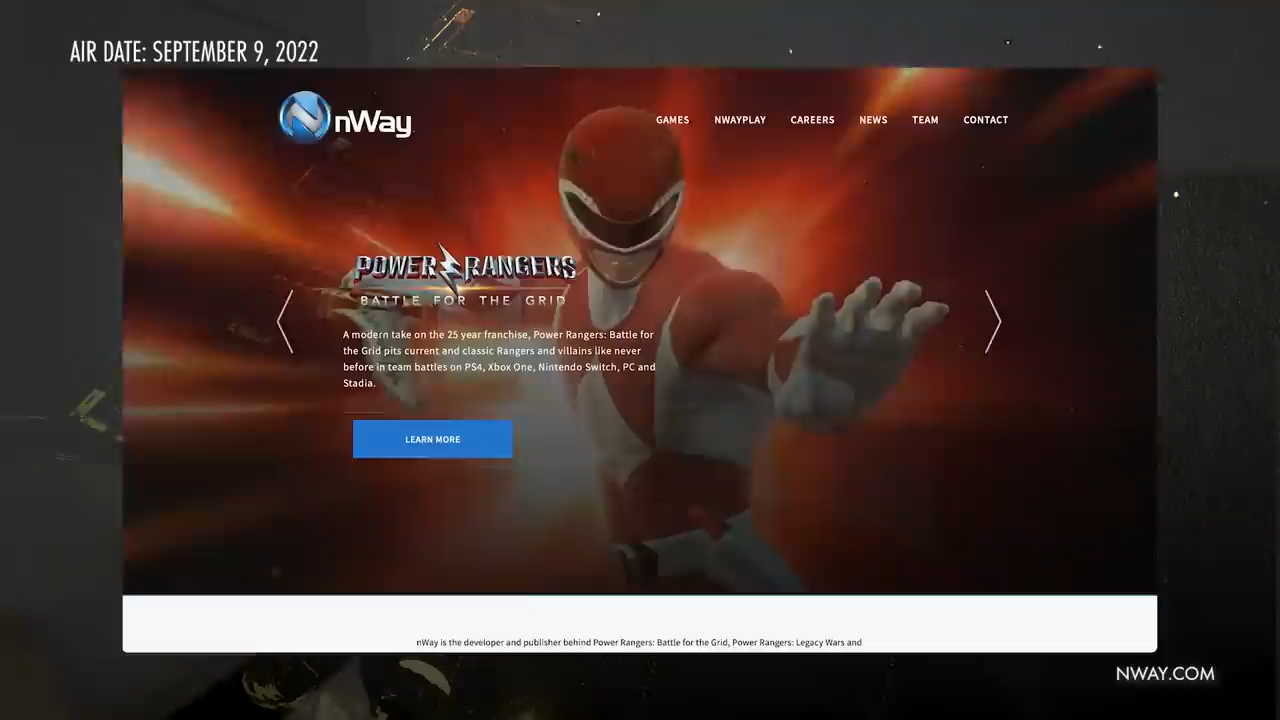 AIR DATE: SEPTEMBER 9, 2022
nWay
GAMES NWAYPLAY CAREERS NEWS TEAM CONTACT
POWER RANGERS
BATTLE FOR THE GRID
A modern take on the 25 year franchise, Power Rangers: Battle for
the Grid pits current and classic Rangers and villains like never
before in team battles on PS4, Xbox One, Nintendo Switch, PC and
Stadia.
LEARN MORE
nWay is the developer and publisher behind Power Rangers: Battle for the Grid, Power Rangers: Legacy Wars and
NWAY.COM